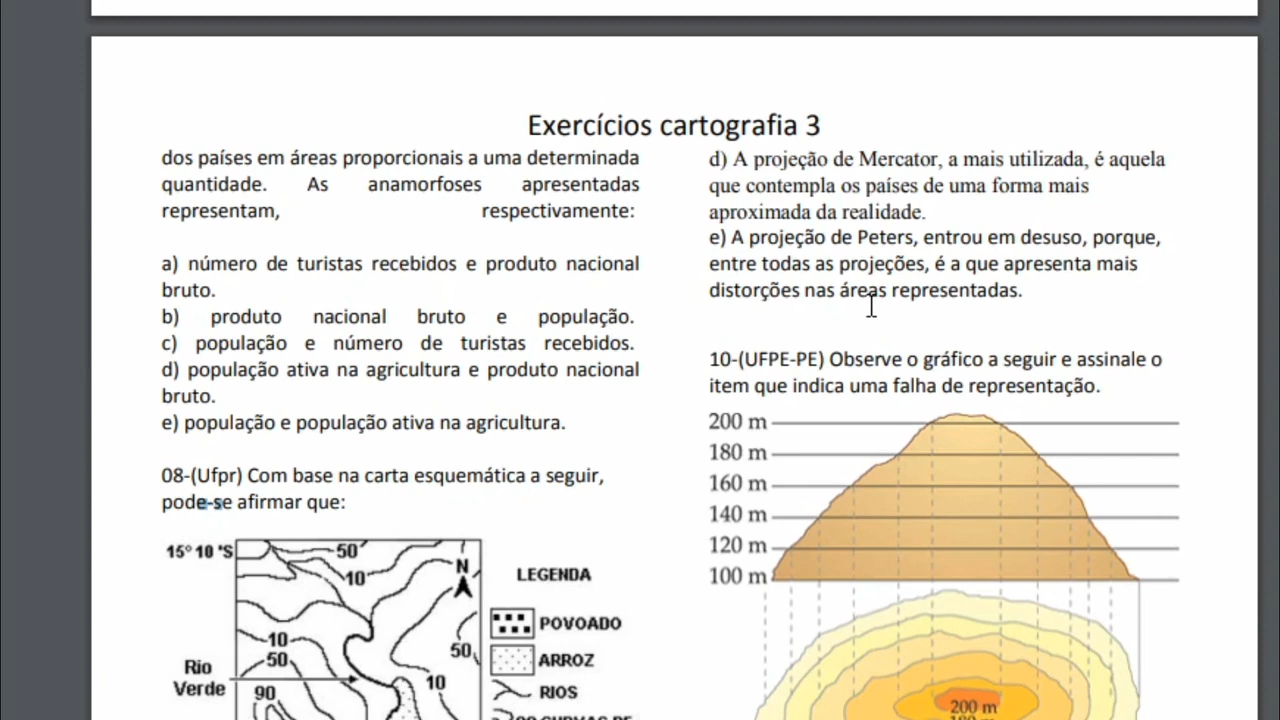 Exercícios cartografia 3
dos países em áreas proporcionais a uma determinada
quantidade. As anamorfoses apresentadas
representam, respectivamente:
a) número de turistas recebidos e produto nacional
bruto.
b) produto nacional bruto e população.
c) população e número de turistas recebidos.
d) população ativa na agricultura e produto nacional
bruto.
e) população e população ativa na agricultura.
08-(Ufpr) Com base na carta esquemática a seguir,
pode-se afirmar que:
15° 10 'S
50
10
N
10
50
50
10
90
Rio
Verde
LEGENDA
POVOADO
ARROZ
RIOS
CURVAS DE
d) A projeção de Mercator, a mais utilizada, é aquela
que contempla os países de uma forma mais
aproximada da realidade.
e) A projeção de Peters, entrou em desuso, porque,
entre todas as projeções, é a que apresenta mais
distorções nas áreas representadas.
10-(UFPE-PE) Observe o gráfico a seguir e assinale o
item que indica uma falha de representação.
200 m
180 m
160 m
140 m
120 m
100 m
200 m
180 m